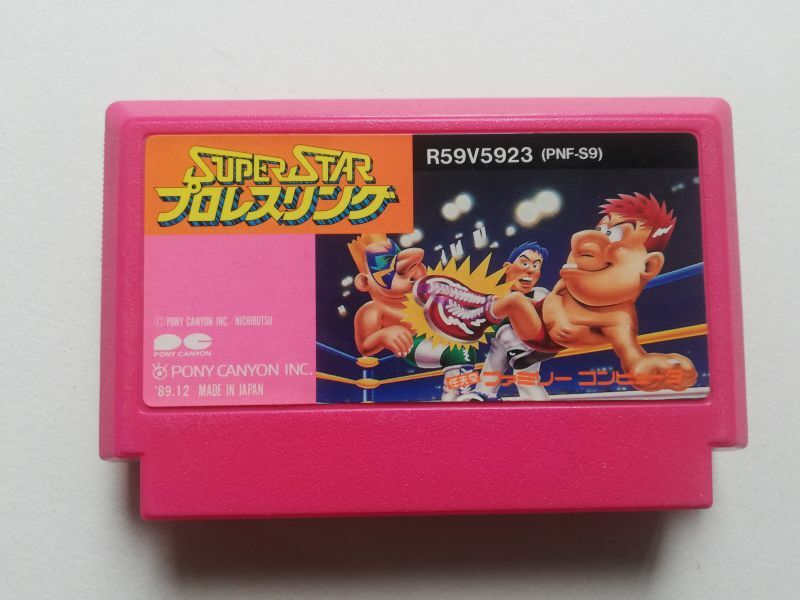 SUPER STAR
プロレスリング
R59V5923 (PNF-S9)
© PONY CANYON INC / NICHIBUTSU
PONY CANYON
PONY CANYON INC.
'89.12 MADE IN JAPAN
任天堂 ファミリー コンピュータ